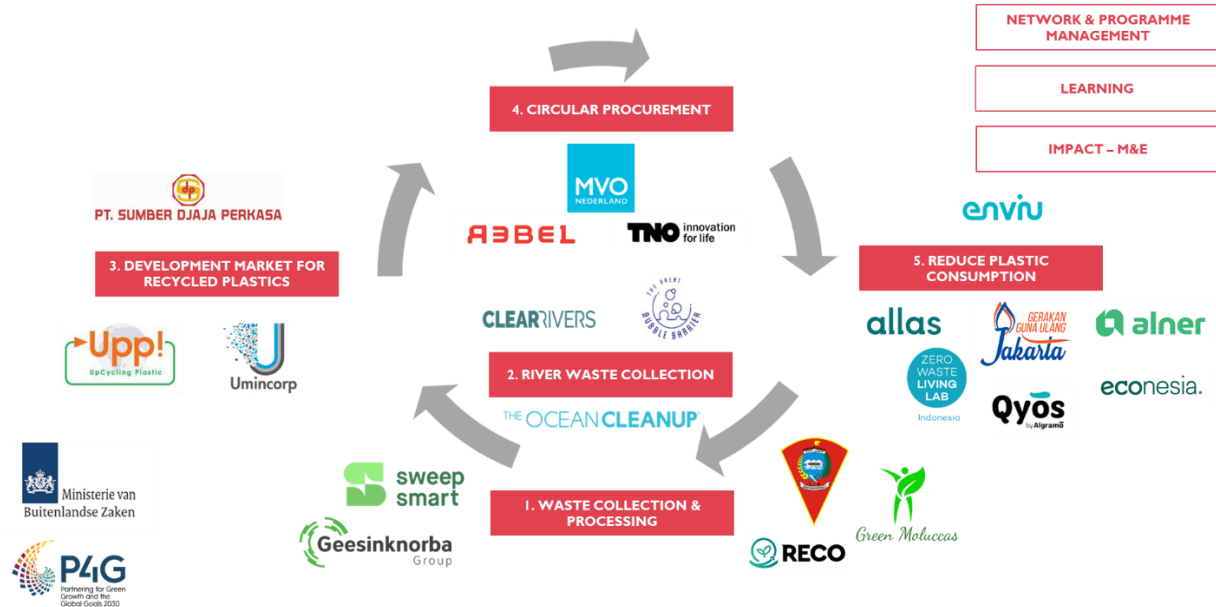 NETWORK & PROGRAMME
MANAGEMENT
LEARNING
IMPACT – M&E
4. CIRCULAR PROCUREMENT
MVO
NEDERLAND
REBEL
TNO innovation
for life
dp
PT. SUMBER DJAJA PERKASA
3. DEVELOPMENT MARKET FOR
RECYCLED PLASTICS
Upp!
UpCycling Plastic
Umincorp
enviu
5. REDUCE PLASTIC
CONSUMPTION
allas
GERAKAN
GUNA ULANG
Jakarta
alner
ZERO
WASTE
LIVING
LAB
Indonesia
Qyos
by Algramo
econesia.
CLEARRIVERS
THE GREAT
BUBBLE BARRIER
2. RIVER WASTE COLLECTION
THE OCEAN CLEANUP
1. WASTE COLLECTION &
PROCESSING
sweep
smart
Geesinknorba
Group
RECO
Green Moluccas
Ministerie van
Buitenlandse Zaken
P4G
Partnering for Green
Growth and the
Global Goals 2030